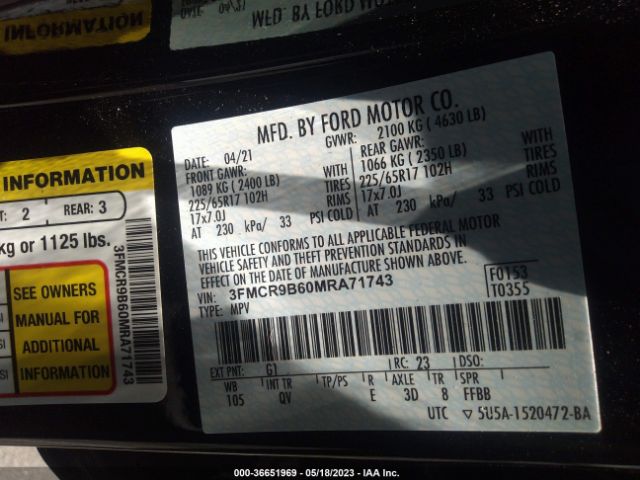 MFD. BY FORD MOTOR CO.
DATE: 04/21 GVWR: 2100 KG ( 4630 LB)
FRONT GAWR: REAR GAWR:
1089 KG ( 2400 LB) WITH 1066 KG ( 2350 LB) WITH
225/65R17 102H TIRES 225/65R17 102H TIRES
17x7.0J RIMS 17x7.0J RIMS
AT 230 kPa/ 33 PSI COLD AT 230 kPa/ 33 PSI COLD
THIS VEHICLE CONFORMS TO ALL APPLICABLE FEDERAL MOTOR
VEHICLE SAFETY AND THEFT PREVENTION STANDARDS IN
EFFECT ON THE DATE OF MANUFACTURE SHOWN ABOVE.
VIN: 3FMCR9B60MRA71743
TYPE: MPV
F0153
T0355
EXT PNT: G1 RC: 23 DSO:
WB INT TR TP/PS R AXLE TR SPR
105 QV E 3D 8 FFBB
UTC ▽ 5U5A-1520472-BA
INFORMATION
2 REAR: 3
kg or 1125 lbs.
SEE OWNERS
MANUAL FOR
ADDITIONAL
INFORMATION
3FMCR9B60MRA71743
INFORMATION
MFD. BY FORD
000-36651969 - 05/18/2023 - IAA Inc.